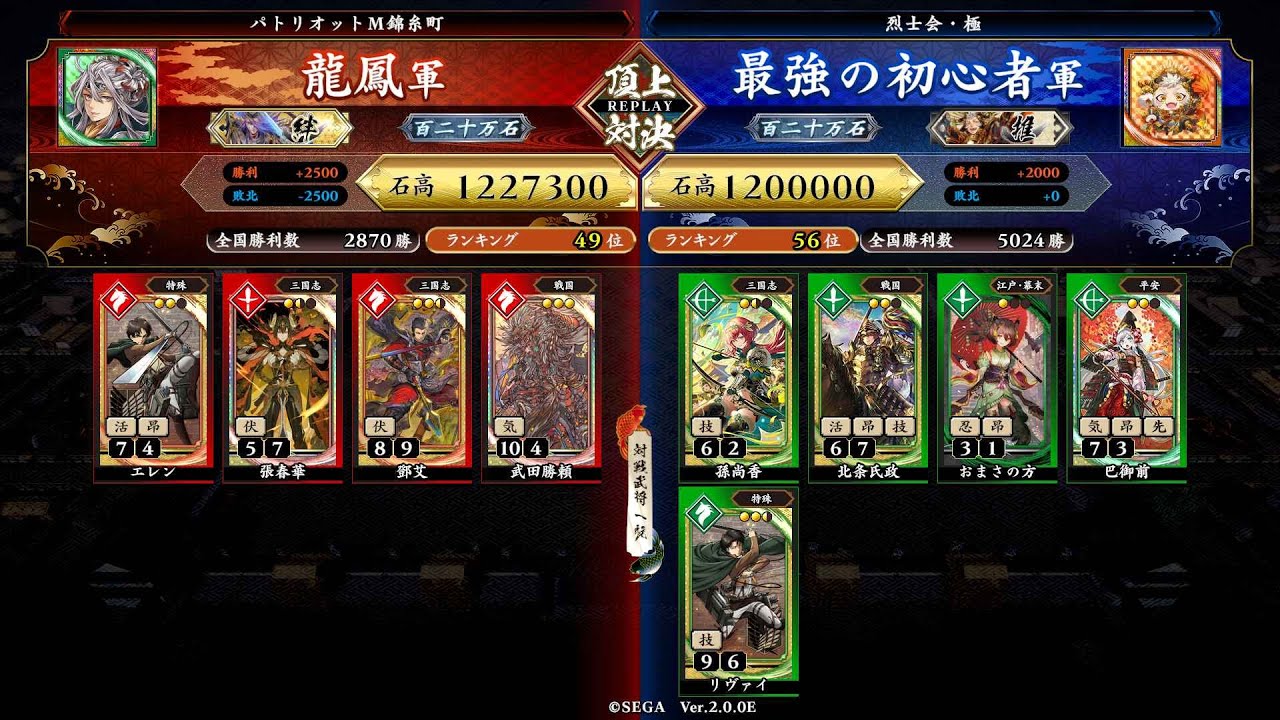 パトリオットM錦糸町
烈士会・極
龍鳳軍
最強の初心者軍
頂上
REPLAY
対決
絆
百二十万石
百二十万石
推
勝利 +2500
敗北 -2500
石高 1227300
石高 1200000
勝利 +2000
敗北 +0
全国勝利数 2870勝
ランキング 49位
ランキング 56位
全国勝利数 5024勝
特殊
活 昂
7 4
エレン
三国志
伏
5 7
張春華
三国志
伏
8 9
鄧艾
戦国
気
10 4
武田勝頼
対戦武将一覧
三国志
技
6 2
孫尚香
戦国
活 昂 技
6 7
北条氏政
江戸・幕末
忍 昂
3 1
おまさの方
平安
気 昂 先
7 3
巴御前
特殊
技
9 6
リヴァイ
©SEGA Ver.2.0.0E